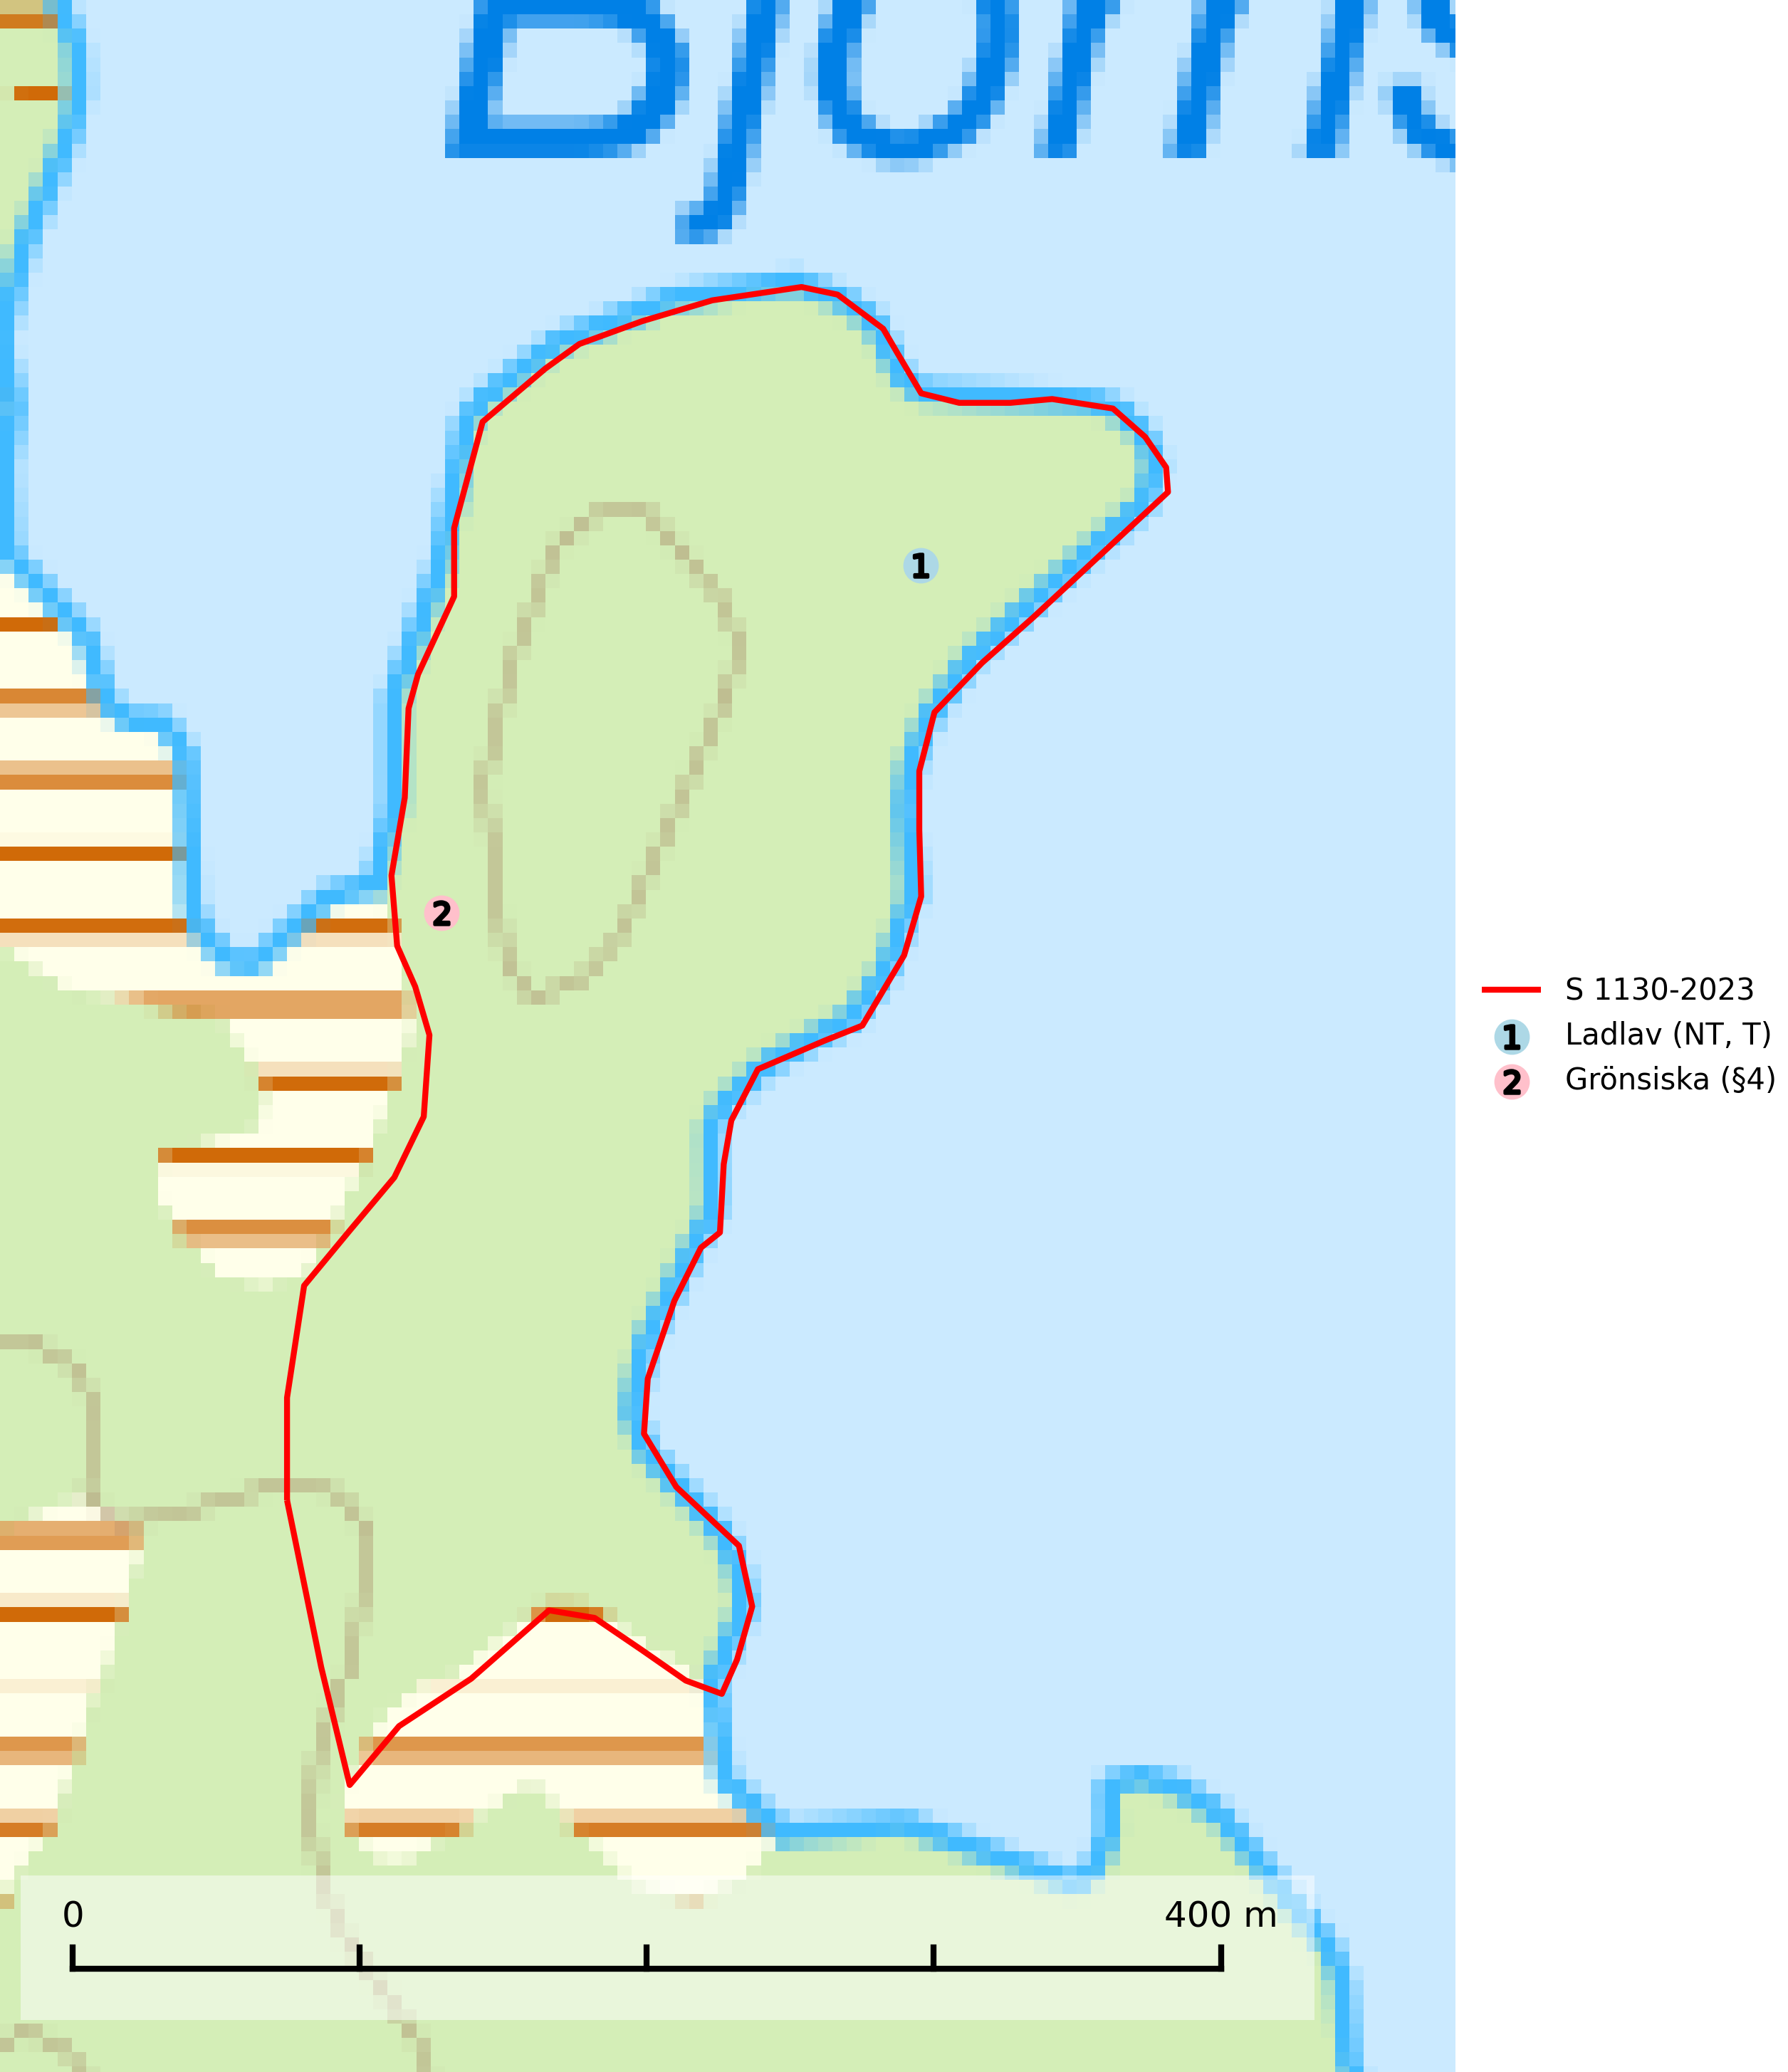 1
2
S 1130-2023
1 Ladlav (NT, T)
2 Grönsiska (§4)
0 400 m